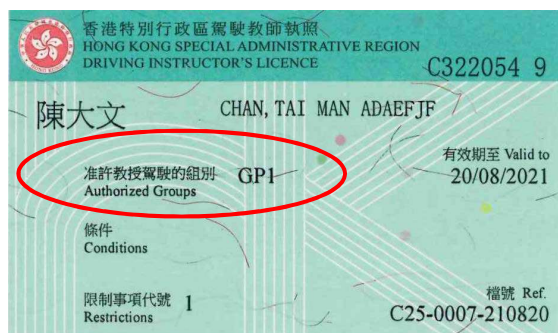 香港特別行政區駕駛教師執照
HONG KONG SPECIAL ADMINISTRATIVE REGION
DRIVING INSTRUCTOR'S LICENCE
C322054 9
陳大文 CHAN, TAI MAN ADAEFJF
准許教授駕駛的組別 GP1
Authorized Groups
有效期至 Valid to
20/08/2021
條件
Conditions
限制事項代號 1
Restrictions
檔號 Ref.
C25-0007-210820